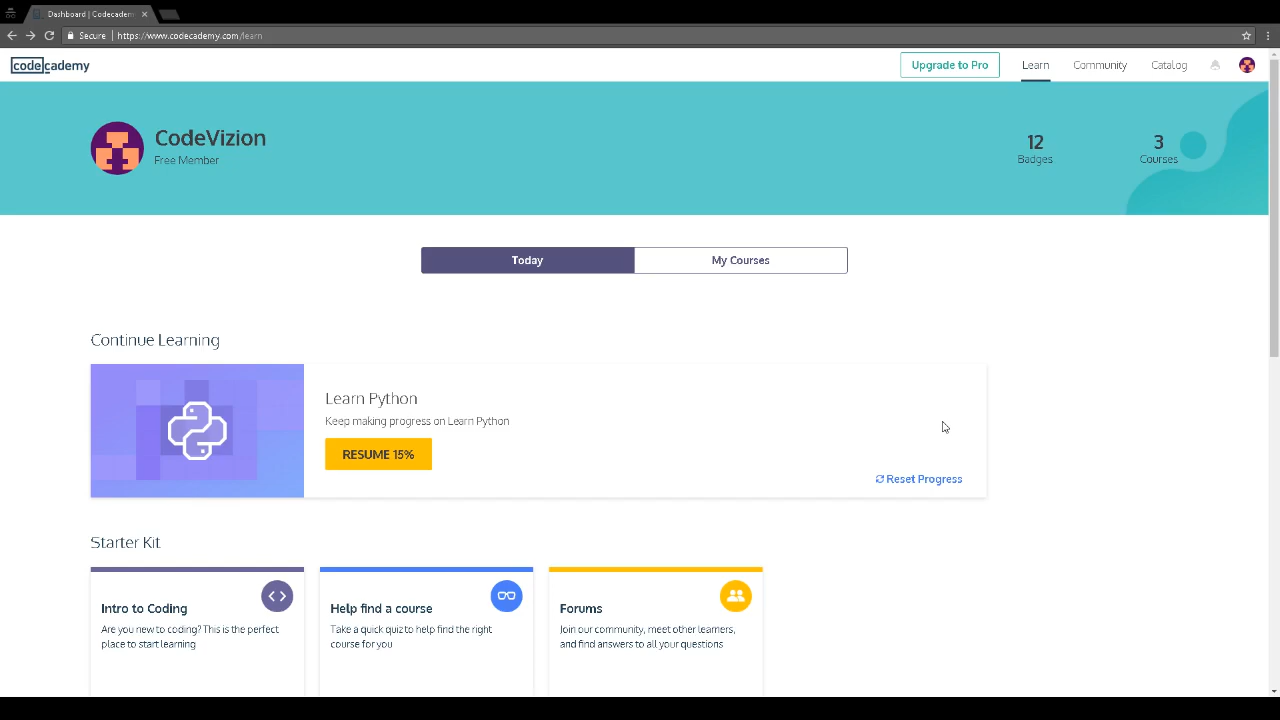 Dashboard | Codecadem
Secure
https://www.codecademy.com/learn
codecademy
Upgrade to Pro
Learn
Community
Catalog
CodeVizion
Free Member
12
Badges
3
Courses
Today
My Courses
Continue Learning
Learn Python
Keep making progress on Learn Python
RESUME 15%
Reset Progress
Starter Kit
Intro to Coding
Are you new to coding? This is the perfect
place to start learning
Help find a course
Take a quick quiz to help find the right
course for you
Forums
Join our community, meet other learners,
and find answers to all your questions